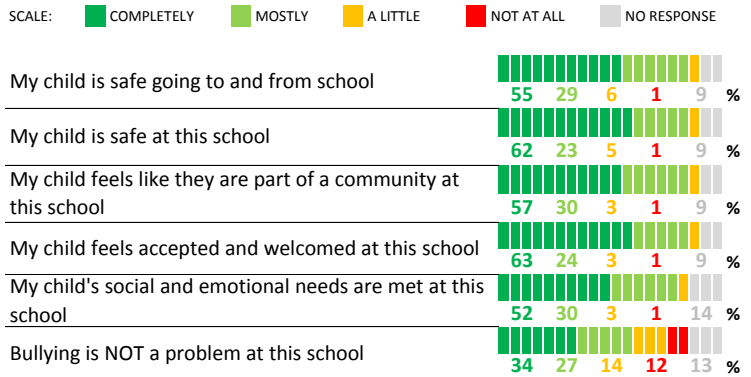 SCALE: COMPLETELY MOSTLY A LITTLE NOT AT ALL NO RESPONSE
My child is safe going to and from school
55 29 6 1 9 %
My child is safe at this school
62 23 5 1 9 %
My child feels like they are part of a community at
this school
57 30 3 1 9 %
My child feels accepted and welcomed at this school
63 24 3 1 9 %
My child's social and emotional needs are met at this
school
52 30 3 1 14 %
Bullying is NOT a problem at this school
34 27 14 12 13 %